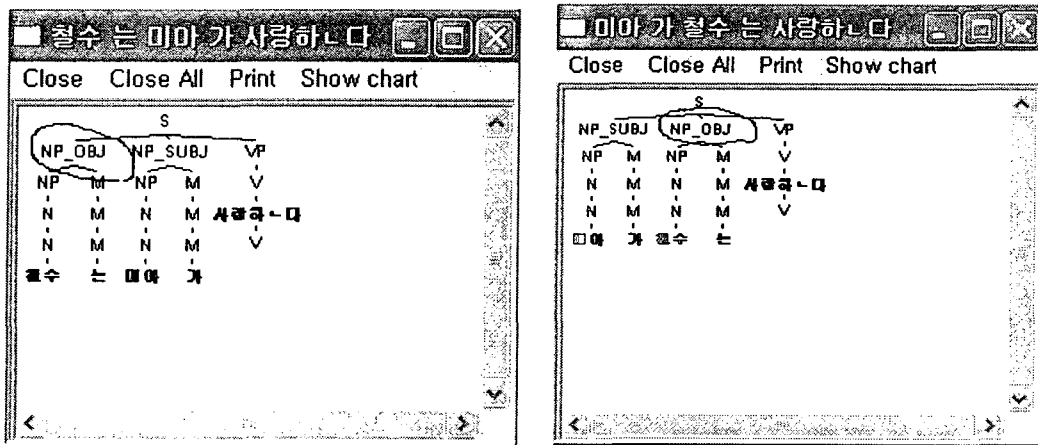 철수 는 미아 가 사랑하ㄴ다
Close Close All Print Show chart
S
NP_OBJ NP_SUBJ VP
NP M NP M V
N M N M 사랑하ㄴ다
N M N M V
철수 는 미아 가
미아 가 철수 는 사랑하ㄴ다
Close Close All Print Show chart
S
NP_SUBJ NP_OBJ VP
NP M NP M V
N M N M 사랑하ㄴ다
N M N M V
미아 가 철수 는